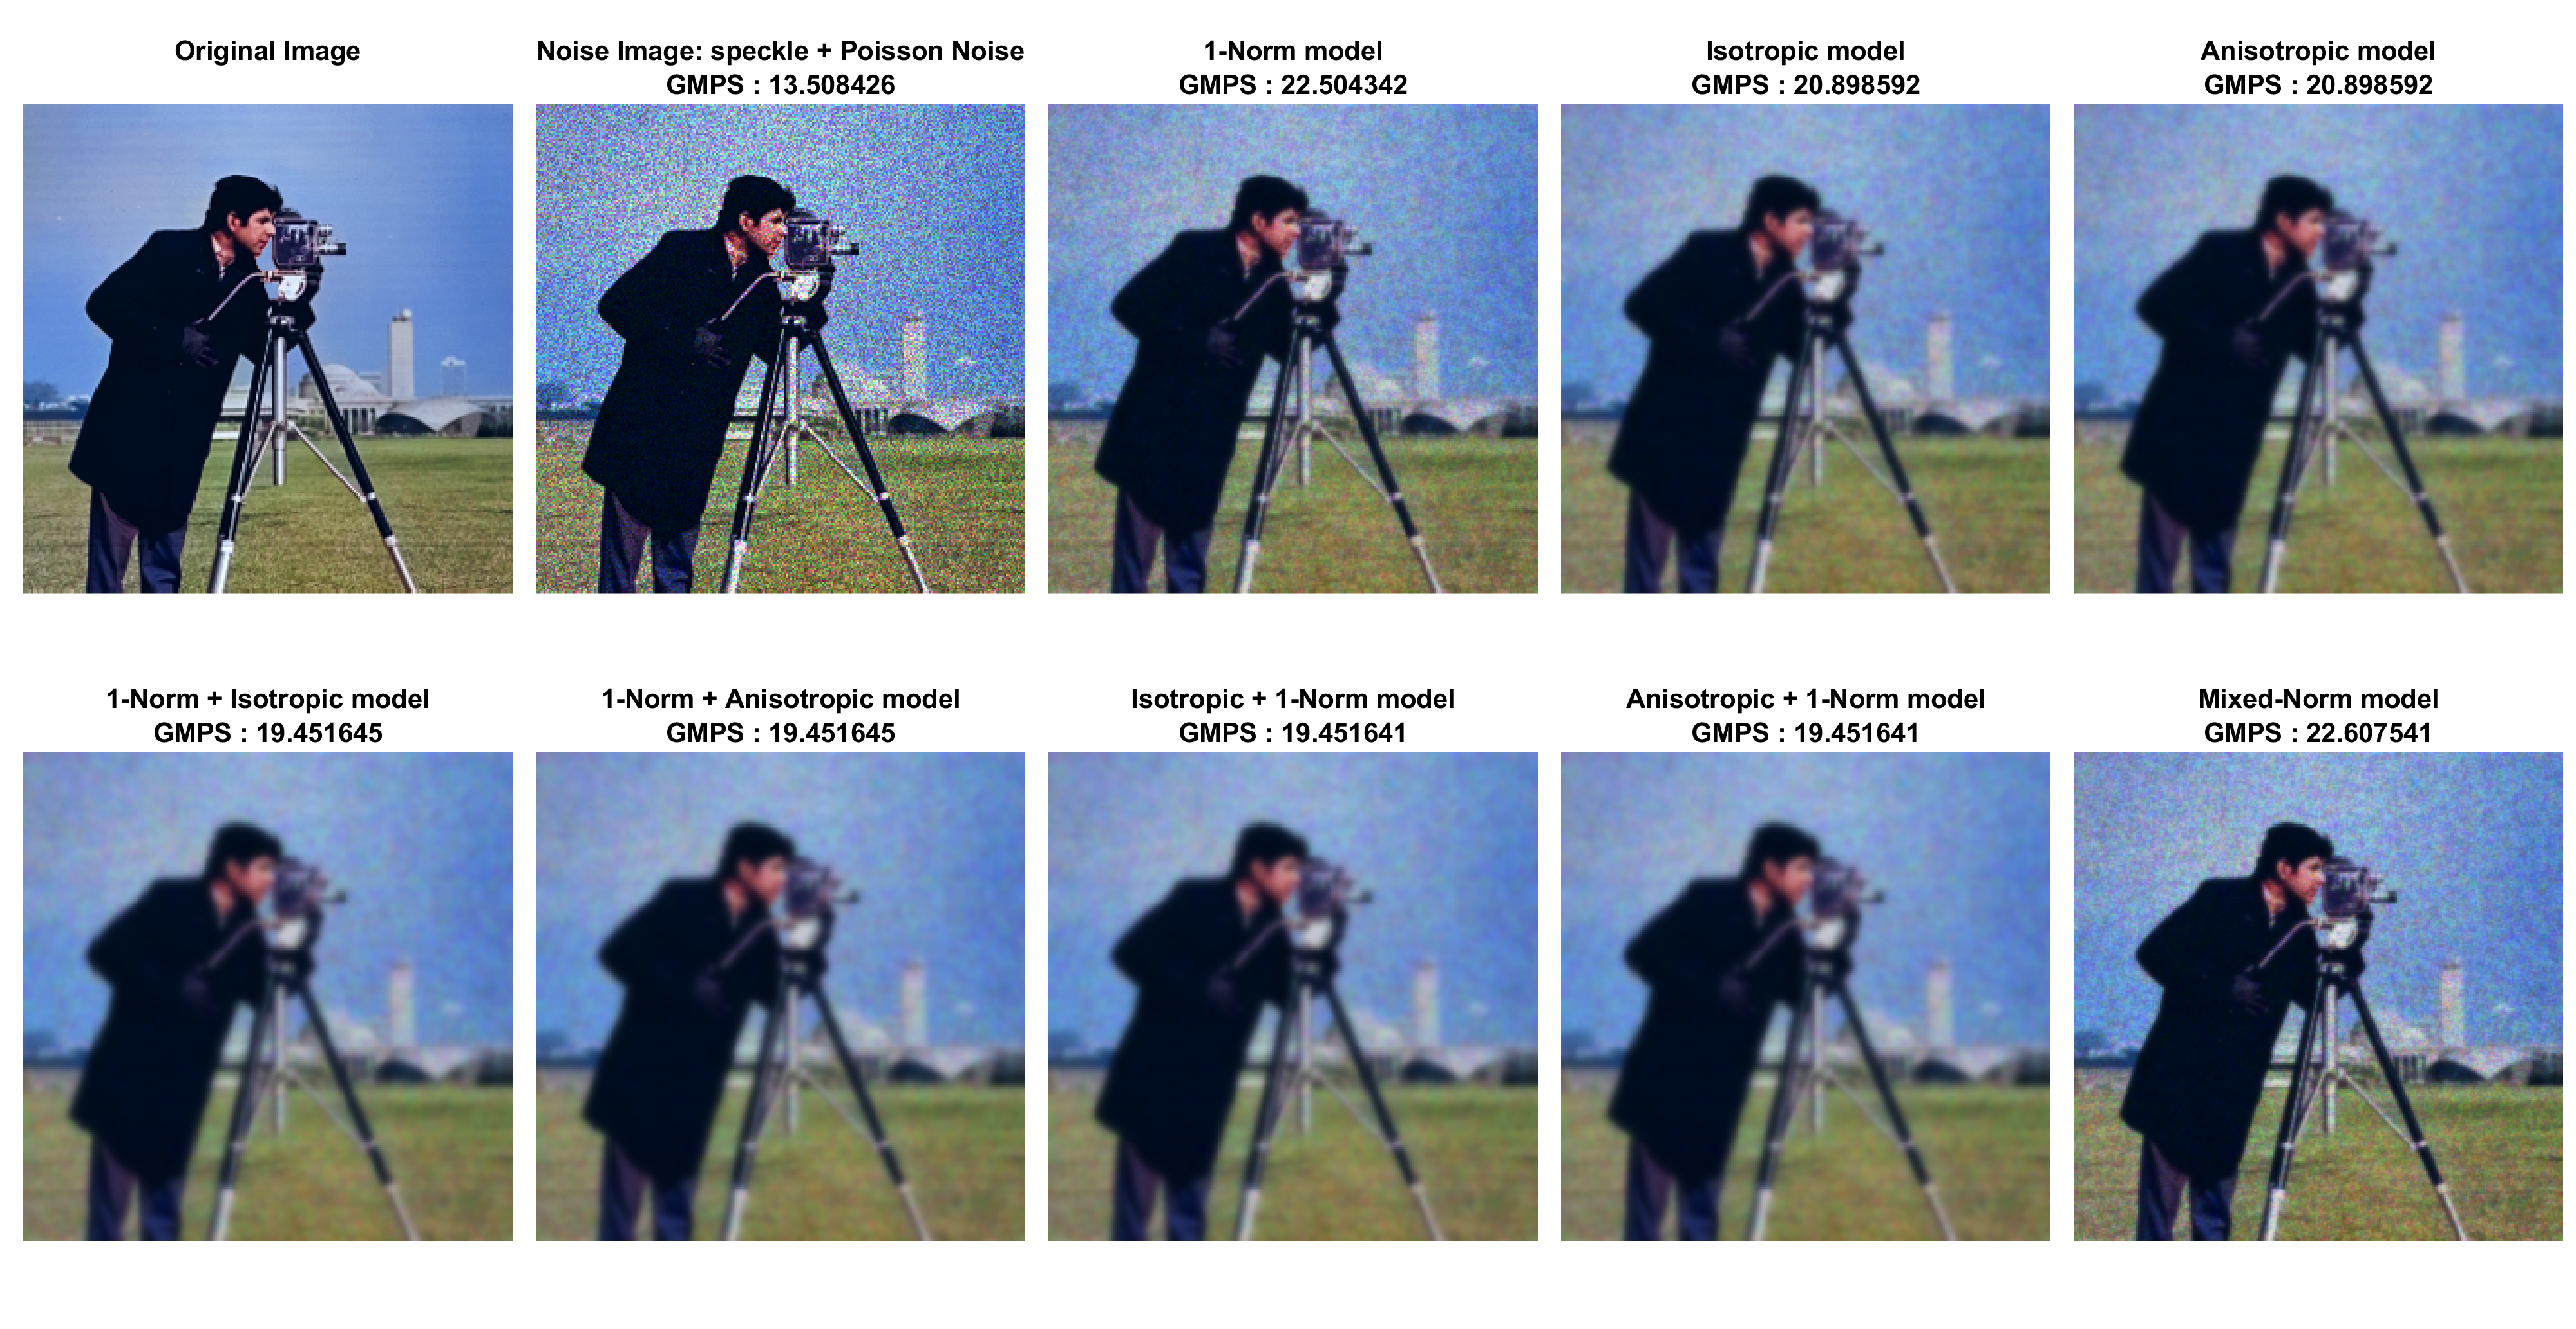 Original Image
Noise Image: speckle + Poisson Noise
GMPS : 13.508426
1-Norm model
GMPS : 22.504342
Isotropic model
GMPS : 20.898592
Anisotropic model
GMPS : 20.898592
1-Norm + Isotropic model
GMPS : 19.451645
1-Norm + Anisotropic model
GMPS : 19.451645
Isotropic + 1-Norm model
GMPS : 19.451641
Anisotropic + 1-Norm model
GMPS : 19.451641
Mixed-Norm model
GMPS : 22.607541